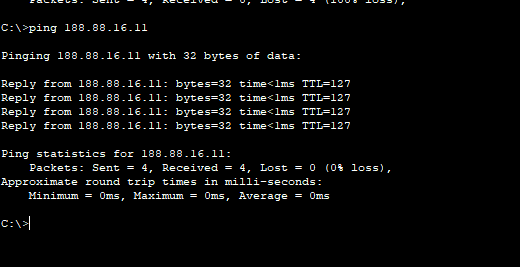 Packets: Sent = 4, Received = 0, Lost = 4 (100% loss),
C:\>ping 188.88.16.11
Pinging 188.88.16.11 with 32 bytes of data:
Reply from 188.88.16.11: bytes=32 time<1ms TTL=127
Reply from 188.88.16.11: bytes=32 time<1ms TTL=127
Reply from 188.88.16.11: bytes=32 time<1ms TTL=127
Reply from 188.88.16.11: bytes=32 time<1ms TTL=127
Ping statistics for 188.88.16.11:
Packets: Sent = 4, Received = 4, Lost = 0 (0% loss),
Approximate round trip times in milli-seconds:
Minimum = 0ms, Maximum = 0ms, Average = 0ms
C:\>